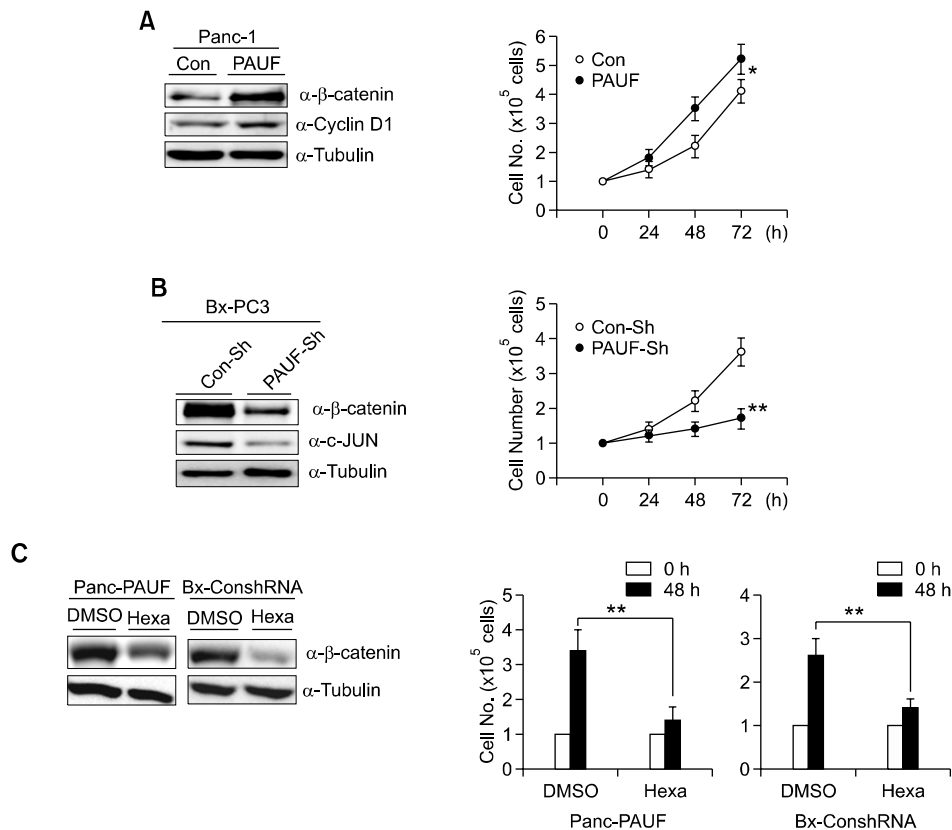 A
Panc-1
Con PAUF
α-β-catenin
α-Cyclin D1
α-Tubulin
Cell No. (x10⁵ cells)
6
5
4
3
2
1
0
Con
PAUF
*
0 24 48 72 (h)
B
Bx-PC3
Con-Sh PAUF-Sh
α-β-catenin
α-c-JUN
α-Tubulin
Cell Number (x10⁵ cells)
5
4
3
2
1
0
Con-Sh
PAUF-Sh
**
0 24 48 72 (h)
C
Panc-PAUF Bx-ConshRNA
DMSO Hexa DMSO Hexa
α-β-catenin
α-Tubulin
Cell No. (x10⁵ cells)
0 h
48 h
5
4
3
2
1
0
**
DMSO Hexa
Panc-PAUF
0 h
48 h
4
3
2
1
0
**
DMSO Hexa
Bx-ConshRNA